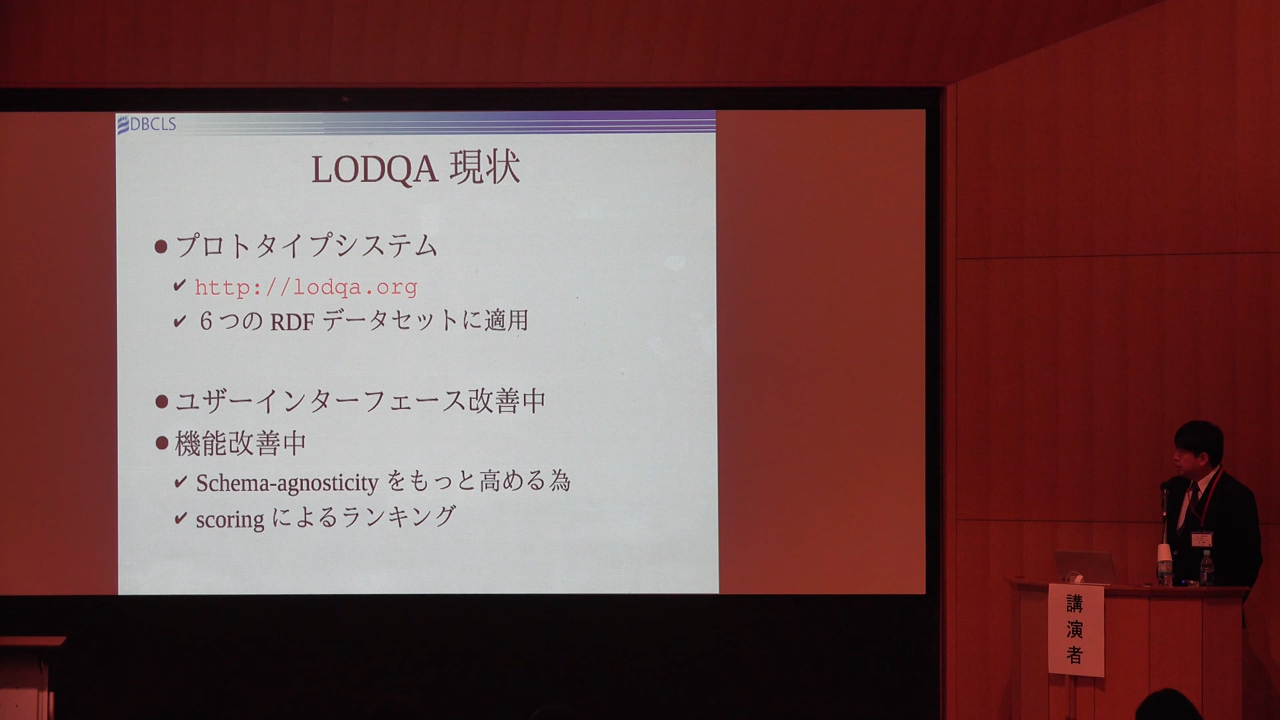 DBCLS
LODQA 現状
● プロトタイプシステム
✔ http://lodqa.org
✔ 6つの RDF データセットに適用
● ユザーインターフェース改善中
● 機能改善中
✔ Schema-agnosticity をもっと高める為
✔ scoring によるランキング
講演者